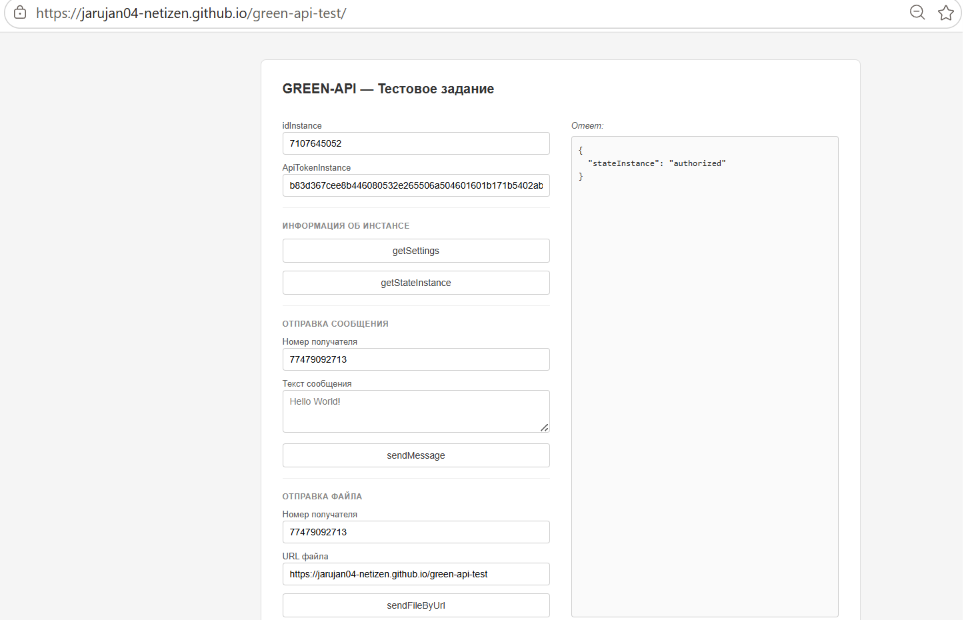 https://jarujan04-netizen.github.io/green-api-test/
GREEN-API — Тестовое задание
idInstance
7107645052
ApiTokenInstance
b83d367cee8b446080532e265506a504601601b171b5402ab
ИНФОРМАЦИЯ ОБ ИНСТАНСЕ
getSettings
getStateInstance
ОТПРАВКА СООБЩЕНИЯ
Номер получателя
77479092713
Текст сообщения
Hello World!
sendMessage
ОТПРАВКА ФАЙЛА
Номер получателя
77479092713
URL файла
https://jarujan04-netizen.github.io/green-api-test
sendFileByUrl
Ответ:
{
"stateInstance": "authorized"
}